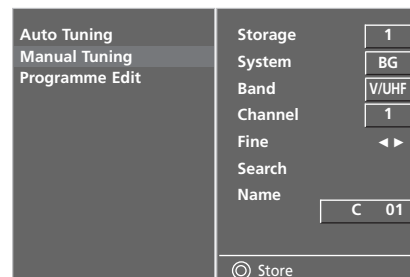 Auto Tuning
Manual Tuning
Programme Edit
Storage 1
System BG
Band V/UHF
Channel 1
Fine ◄ ►
Search
Name
C 01
Store